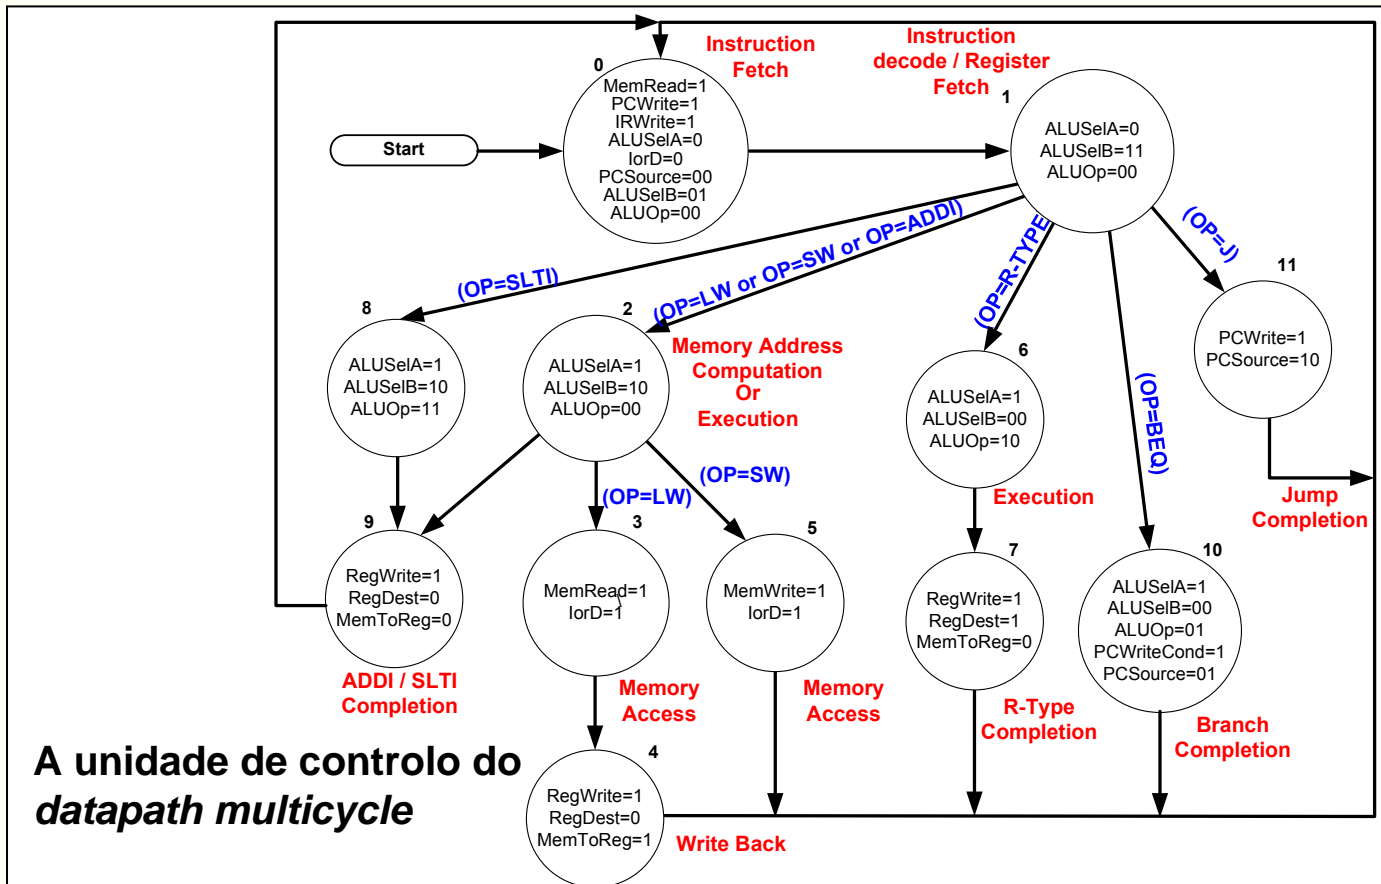 Instruction
Fetch
Instruction
decode / Register
Fetch
0
MemRead=1
PCWrite=1
IRWrite=1
ALUSelA=0
IorD=0
PCSource=00
ALUSelB=01
ALUOp=00
Start
1
ALUSelA=0
ALUSelB=11
ALUOp=00
(OP=SLTI)
(OP=LW or OP=SW or OP=ADDI)
(OP=R-TYPE
(OP=BEQ)
(OP=J)
8
ALUSelA=1
ALUSelB=10
ALUOp=11
2
ALUSelA=1
ALUSelB=10
ALUOp=00
Memory Address
Computation
Or
Execution
6
ALUSelA=1
ALUSelB=00
ALUOp=10
Execution
11
PCWrite=1
PCSource=10
Jump
Completion
(OP=LW)
(OP=SW)
9
RegWrite=1
RegDest=0
MemToReg=0
ADDI / SLTI
Completion
3
MemRead=1
IorD=1
Memory
Access
5
MemWrite=1
IorD=1
Memory
Access
7
RegWrite=1
RegDest=1
MemToReg=0
R-Type
Completion
10
ALUSelA=1
ALUSelB=00
ALUOp=01
PCWriteCond=1
PCSource=01
Branch
Completion
4
RegWrite=1
RegDest=0
MemToReg=1
Write Back
A unidade de controlo do
datapath multicycle